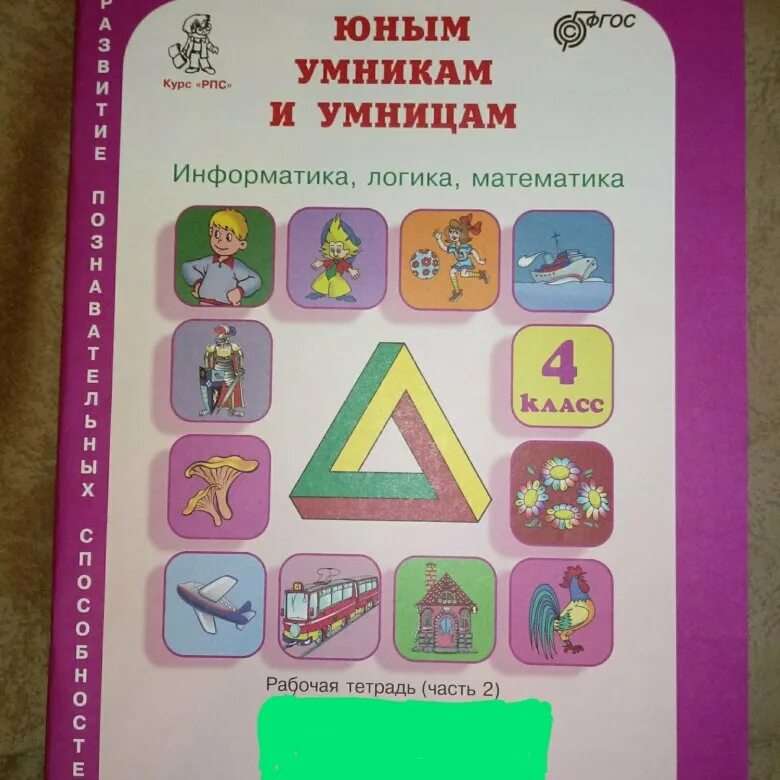 РАЗВИТИЕ ПОЗНАВАТЕЛЬНЫХ СПОСОБНОСТЕ
Курс «РПС»
ЮНЫМ
УМНИКАМ
И УМНИЦАМ
ФГОС
Информатика, логика, математика
4
КЛАСС
Рабочая тетрадь (часть 2)